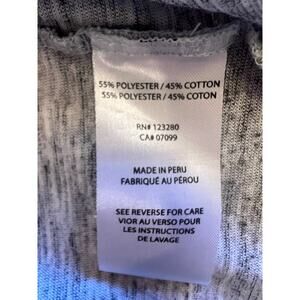 55% POLYESTER / 45% COTTON
55% POLYESTER / 45% COTON
RN# 123280
CA# 07099
MADE IN PERU
FABRIQUÉ AU PÉROU
SEE REVERSE FOR CARE
VIOR AU VERSO POUR
LES INSTRUCTIONS
DE LAVAGE